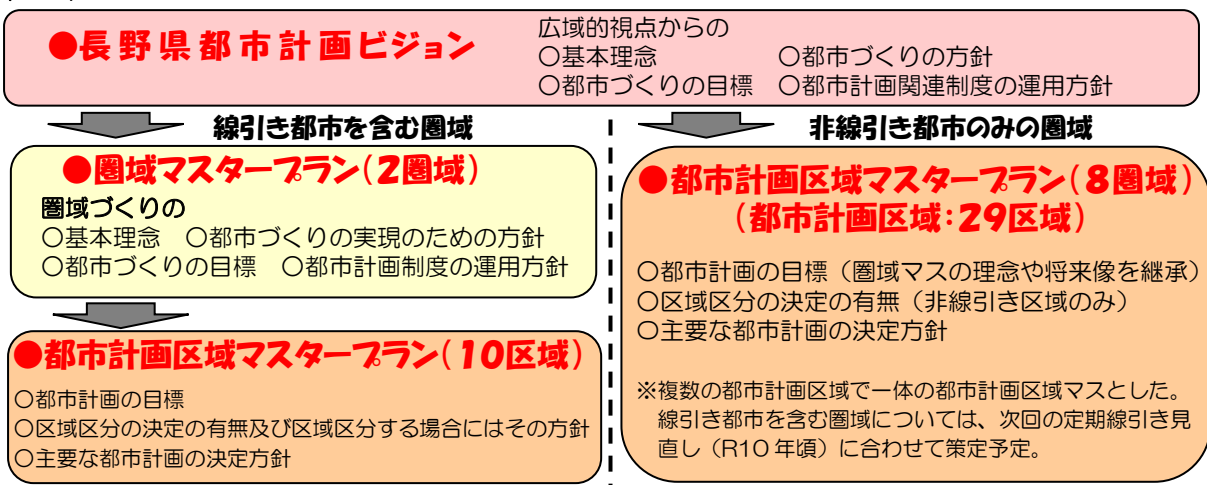 ●長野県都市計画ビジョン
広域的視点からの
○基本理念 ○都市づくりの方針
○都市づくりの目標 ○都市計画関連制度の運用方針
線引き都市を含む圏域
●圏域マスタープラン(2圏域)
圏域づくりの
○基本理念 ○都市づくりの実現のための方針
○都市づくりの目標 ○都市計画制度の運用方針
●都市計画区域マスタープラン(10区域)
○都市計画の目標
○区域区分の決定の有無及び区域区分する場合にはその方針
○主要な都市計画の決定方針
非線引き都市のみの圏域
●都市計画区域マスタープラン(8圏域)
(都市計画区域:29区域)
○都市計画の目標（圏域マスの理念や将来像を継承）
○区域区分の決定の有無（非線引き区域のみ）
○主要な都市計画の決定方針
※複数の都市計画区域で一体の都市計画区域マスとした。
線引き都市を含む圏域については、次回の定期線引き見
直し（R10年頃）に合わせて策定予定。